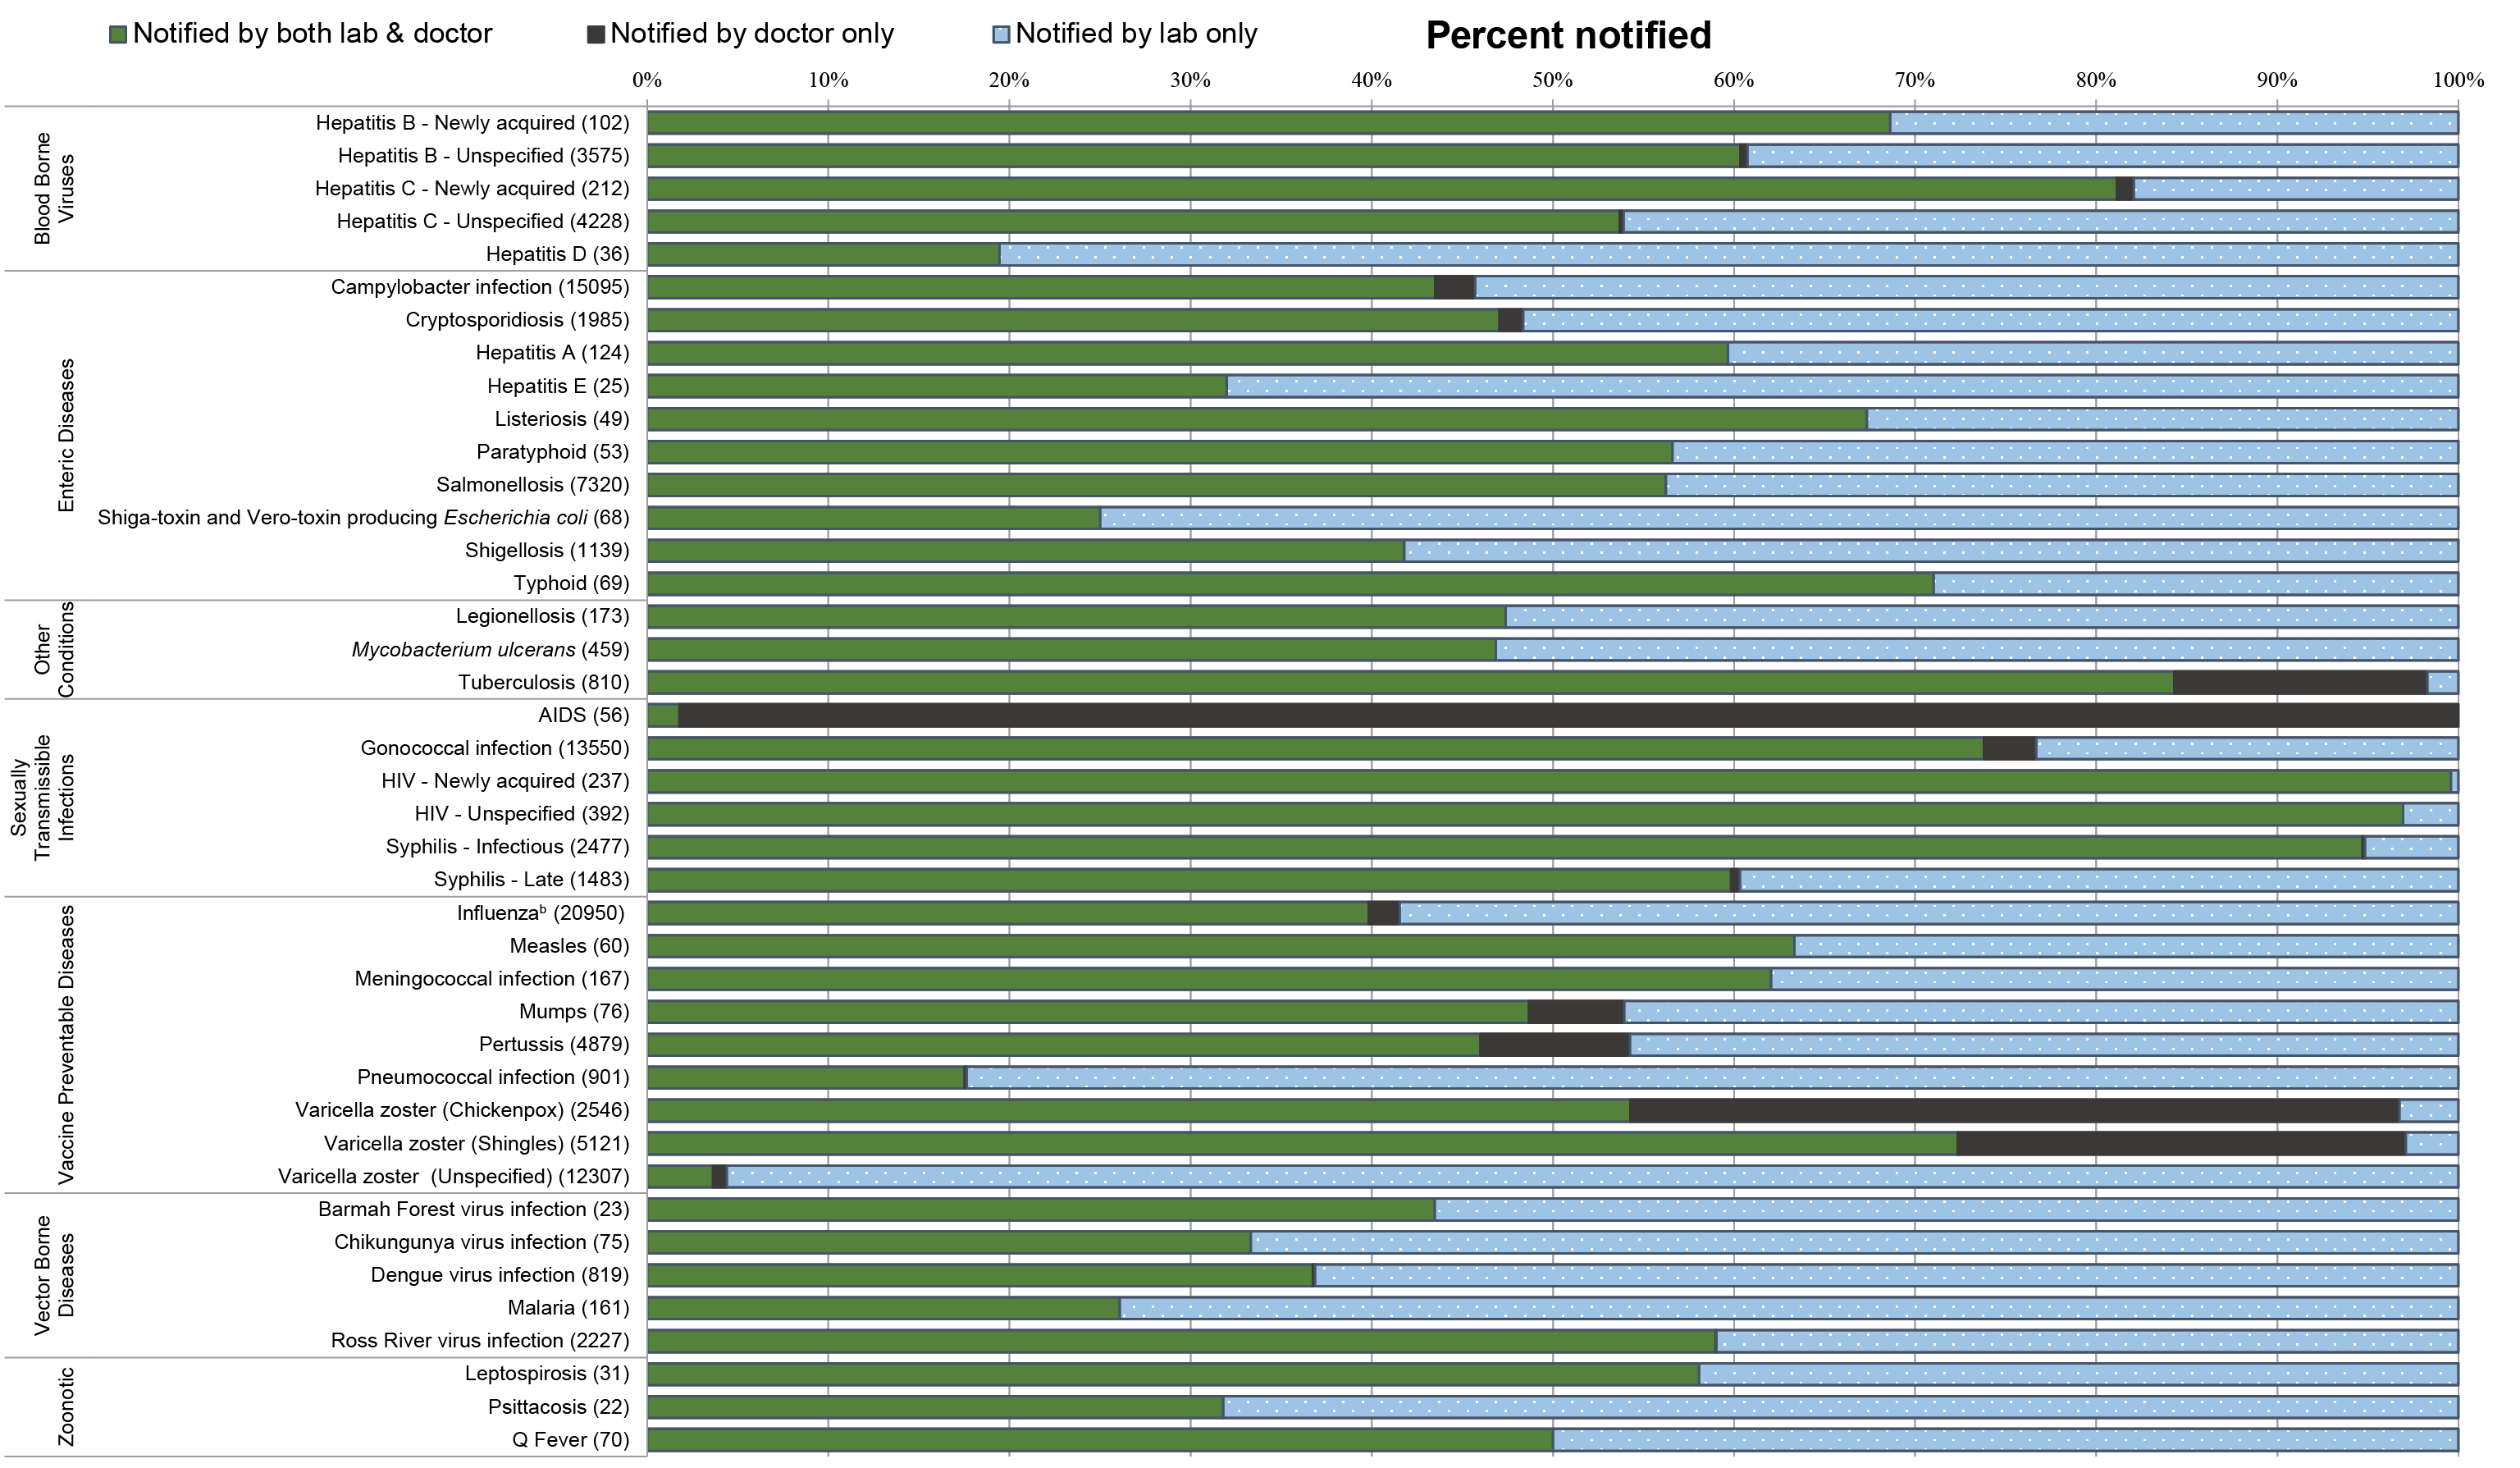 Notified by both lab & doctor Notified by doctor only Notified by lab only Percent notified
0% 10% 20% 30% 40% 50% 60% 70% 80% 90% 100%
Blood Borne
Viruses
Hepatitis B - Newly acquired (102)
Hepatitis B - Unspecified (3575)
Hepatitis C - Newly acquired (212)
Hepatitis C - Unspecified (4228)
Hepatitis D (36)
Enteric Diseases
Campylobacter infection (15095)
Cryptosporidiosis (1985)
Hepatitis A (124)
Hepatitis E (25)
Listeriosis (49)
Paratyphoid (53)
Salmonellosis (7320)
Shiga-toxin and Vero-toxin producing Escherichia coli (68)
Shigellosis (1139)
Typhoid (69)
Other
Conditions
Legionellosis (173)
Mycobacterium ulcerans (459)
Tuberculosis (810)
Sexually
Transmissible
Infections
AIDS (56)
Gonococcal infection (13550)
HIV - Newly acquired (237)
HIV - Unspecified (392)
Syphilis - Infectious (2477)
Syphilis - Late (1483)
Vaccine Preventable Diseases
Influenzaᵇ (20950)
Measles (60)
Meningococcal infection (167)
Mumps (76)
Pertussis (4879)
Pneumococcal infection (901)
Varicella zoster (Chickenpox) (2546)
Varicella zoster (Shingles) (5121)
Varicella zoster (Unspecified) (12307)
Vector Borne
Diseases
Barmah Forest virus infection (23)
Chikungunya virus infection (75)
Dengue virus infection (819)
Malaria (161)
Ross River virus infection (2227)
Zoonotic
Leptospirosis (31)
Psittacosis (22)
Q Fever (70)